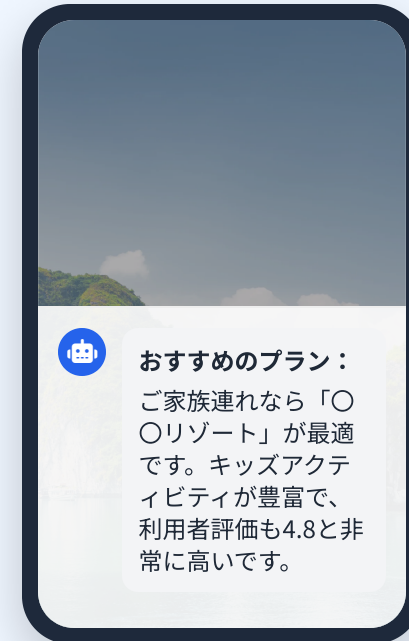 おすすめのプラン：
ご家族連れなら「〇
〇リゾート」が最適
です。キッズアクテ
ィビティが豊富で、
利用者評価も4.8と非
常に高いです。